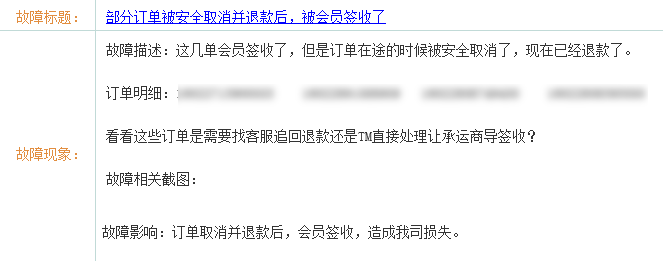 故障标题： 部分订单被安全取消并退款后，被会员签收了
故障描述：这几单会员签收了，但是订单在途的时候被安全取消了，现在已经退款了。
订单明细：
故障现象：
看看这些订单是需要找客服追回退款还是TM直接处理让承运商导签收？
故障相关截图：
故障影响：订单取消并退款后，会员签收，造成我司损失。